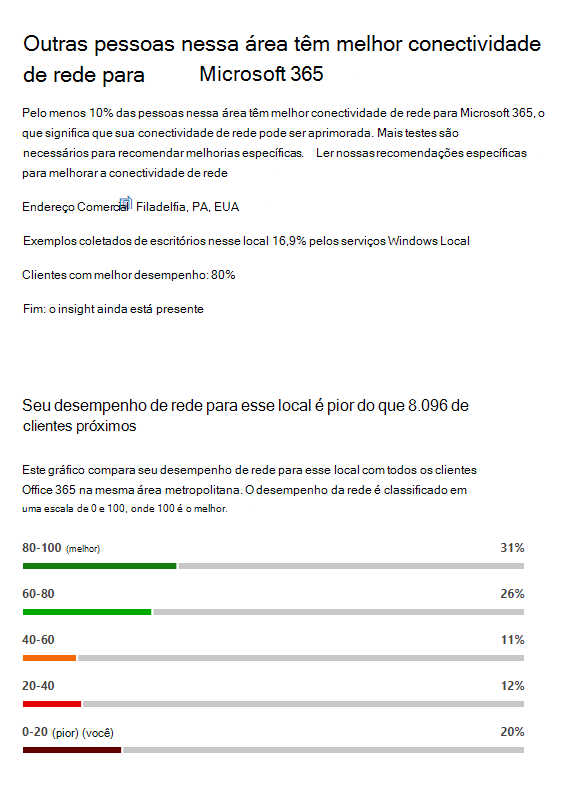 Outras pessoas nessa área têm melhor conectividade
de rede para Microsoft 365
Pelo menos 10% das pessoas nessa área têm melhor conectividade de rede para Microsoft 365, o
que significa que sua conectividade de rede pode ser aprimorada. Mais testes são
necessários para recomendar melhorias específicas. Ler nossas recomendações específicas
para melhorar a conectividade de rede
Endereço Comercial Filadelfia, PA, EUA
Exemplos coletados de escritórios nesse local 16,9% pelos serviços Windows Local
Clientes com melhor desempenho: 80%
Fim: o insight ainda está presente
Seu desempenho de rede para esse local é pior do que 8.096 de
clientes próximos
Este gráfico compara seu desempenho de rede para esse local com todos os clientes
Office 365 na mesma área metropolitana. O desempenho da rede é classificado em
uma escala de 0 e 100, onde 100 é o melhor.
80-100 (melhor) 31%
60-80 26%
40-60 11%
20-40 12%
0-20 (pior) (você) 20%